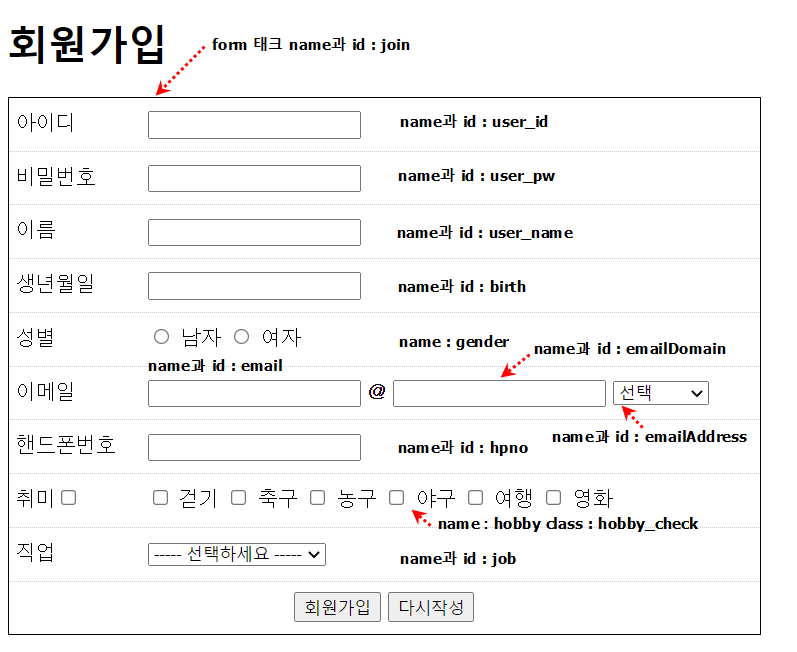 회원가입
form 태크 name과 id : join
아이디
name과 id : user_id
비밀번호
name과 id : user_pw
이름
name과 id : user_name
생년월일
name과 id : birth
성별 남자 여자
name : gender
name과 id : emailDomain
name과 id : email
이메일 @ 선택
name과 id : emailAddress
핸드폰번호
name과 id : hpno
취미 걷기 축구 농구 야구 여행 영화
name : hobby class : hobby_check
직업 ----- 선택하세요 -----
name과 id : job
회원가입 다시작성